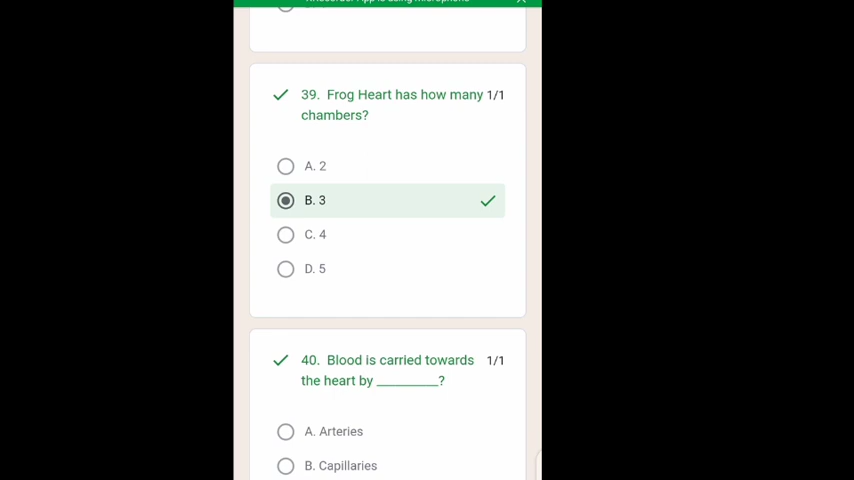 39. Frog Heart has how many 1/1
chambers?
A. 2
B. 3
C. 4
D. 5
40. Blood is carried towards 1/1
the heart by _________?
A. Arteries
B. Capillaries